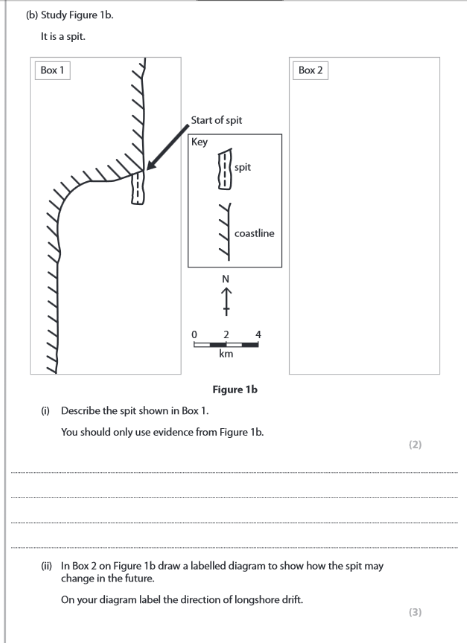 (b) Study Figure 1b.
It is a spit.
Box 1
Box 2
Start of spit
Key
spit
coastline
N
0 2 4
km
Figure 1b
(i) Describe the spit shown in Box 1.
You should only use evidence from Figure 1b.
(2)
(ii) In Box 2 on Figure 1b draw a labelled diagram to show how the spit may
change in the future.
On your diagram label the direction of longshore drift.
(3)